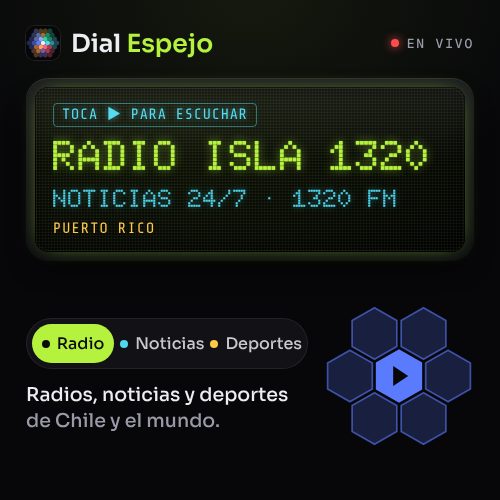 Dial Espejo
EN VIVO
TOCA ▶ PARA ESCUCHAR
RADIO ISLA 1320
NOTICIAS 24/7 · 1320 FM
PUERTO RICO
Radio
Noticias
Deportes
Radios, noticias y deportes
de Chile y el mundo.